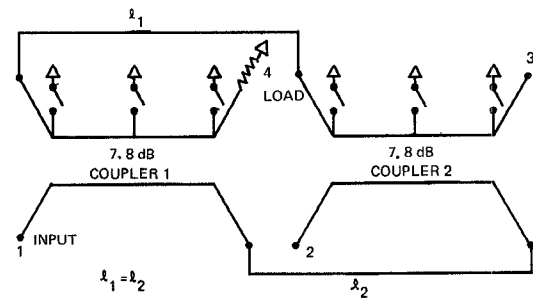 ℓ1
4
LOAD
3
7.8 dB
COUPLER 1
7.8 dB
COUPLER 2
1 INPUT
2
ℓ1 = ℓ2
ℓ2